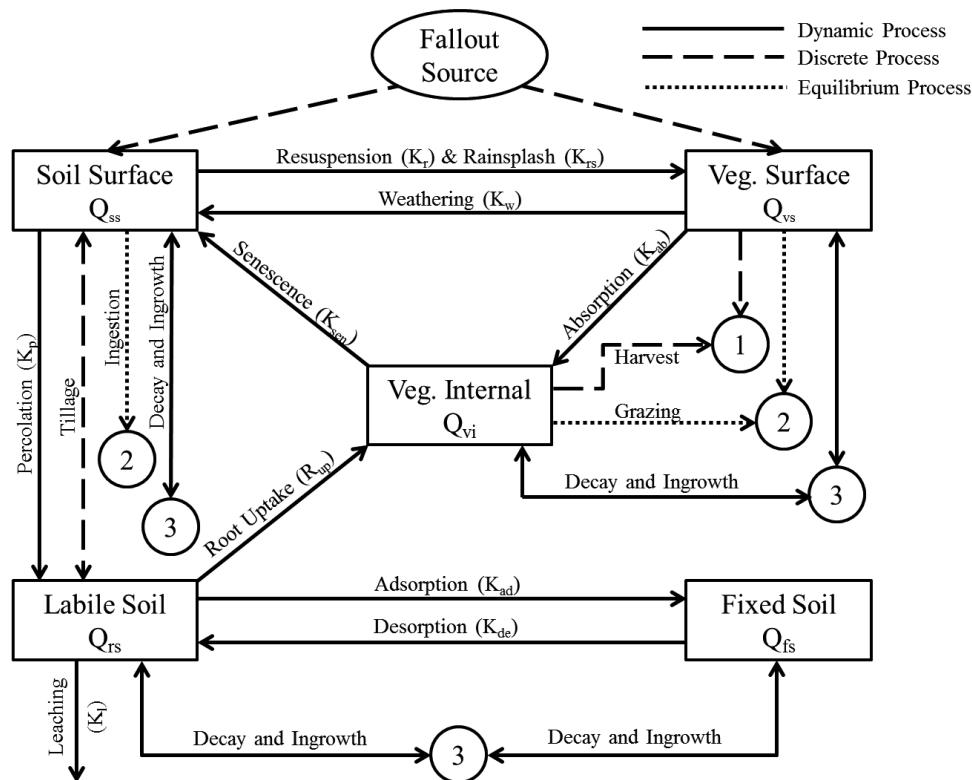 Fallout
Source
Dynamic Process
Discrete Process
Equilibrium Process
Soil Surface
Qss
Resuspension (Kr) & Rainsplash (Krs)
Weathering (Kw)
Veg. Surface
Qvs
Senescence (Ksen)
Absorption (Kab)
Percolation (Kp)
Tillage
Ingestion
Decay and Ingrowth
2
3
Veg. Internal
Qvi
Harvest
1
Grazing
2
Decay and Ingrowth
3
Root Uptake (Rup)
Labile Soil
Qrs
Adsorption (Kad)
Desorption (Kde)
Fixed Soil
Qfs
Leaching
(Kl)
Decay and Ingrowth
3
Decay and Ingrowth